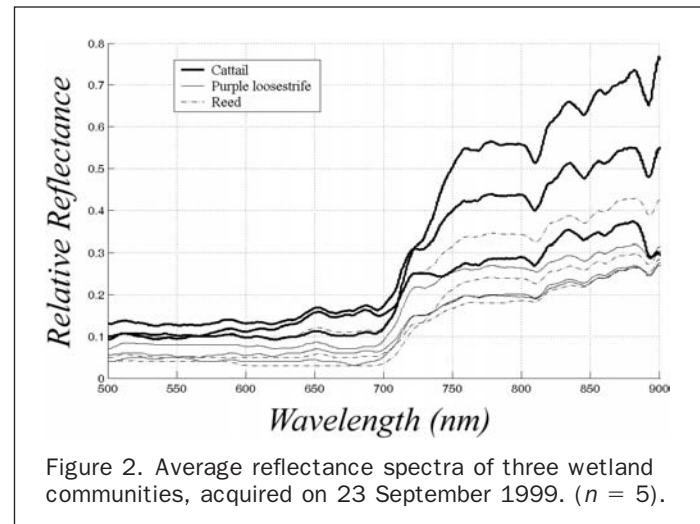 0.8
0.7
0.6
0.5
0.4
0.3
0.2
0.1
0
Relative Reflectance
Cattail
Purple loosestrife
Reed
500 550 600 650 700 750 800 850 900
Wavelength (nm)
Figure 2. Average reflectance spectra of three wetland
communities, acquired on 23 September 1999. (n = 5).